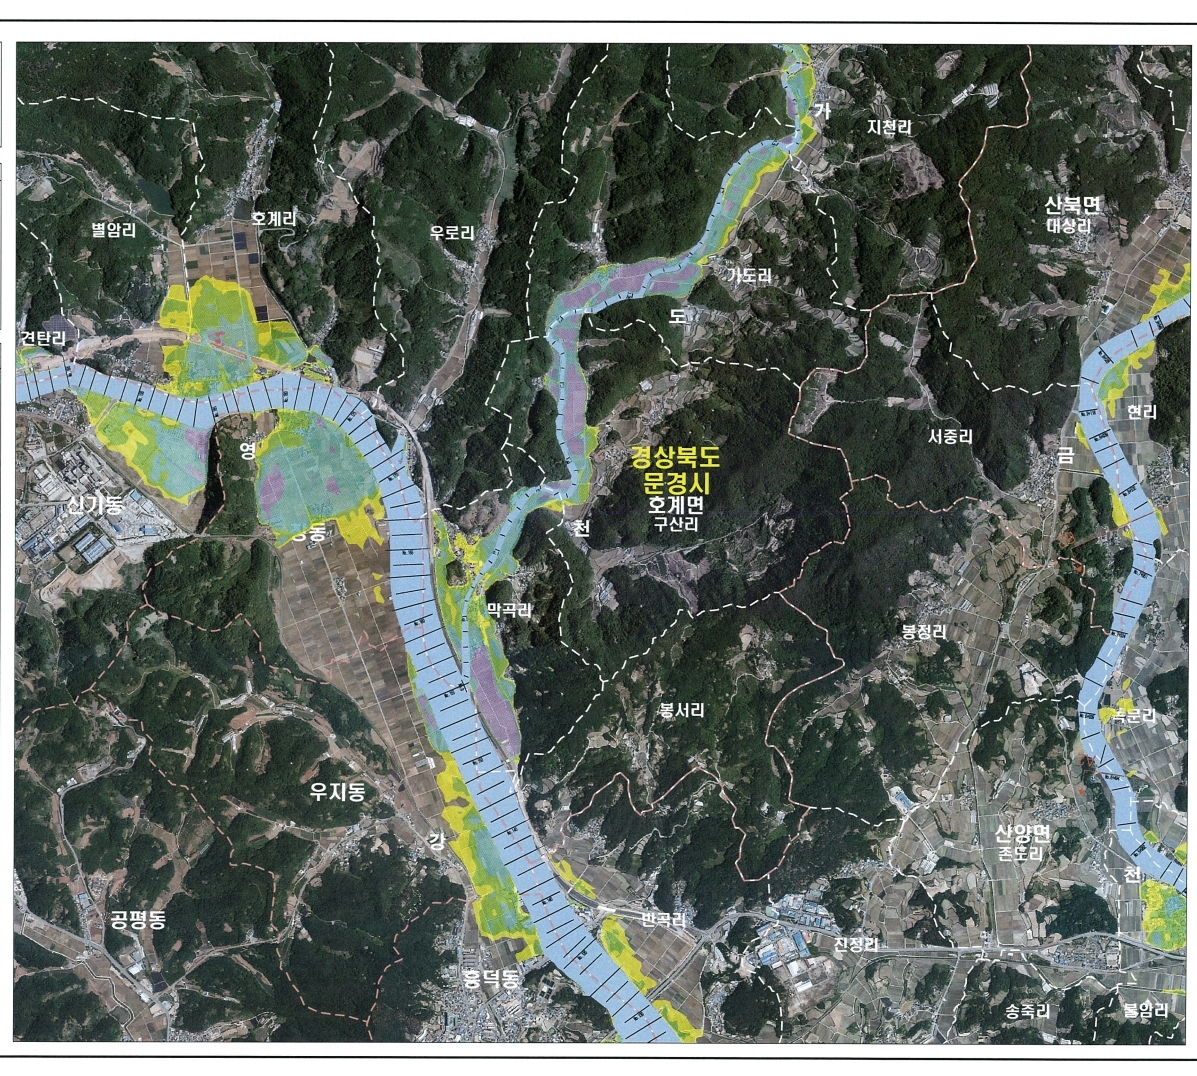 가
지천리
산북면
대상리
호계리
별암리
우로리
가도리
도
견탄리
현리
서중리
영
경상북도
문경시
호계면
구산리
금
신기동
천
막곡리
봉정리
봉서리
녹문리
우지동
강
산양면
존도리
천
공평동
반곡리
진정리
흥덕동
송죽리
불암리